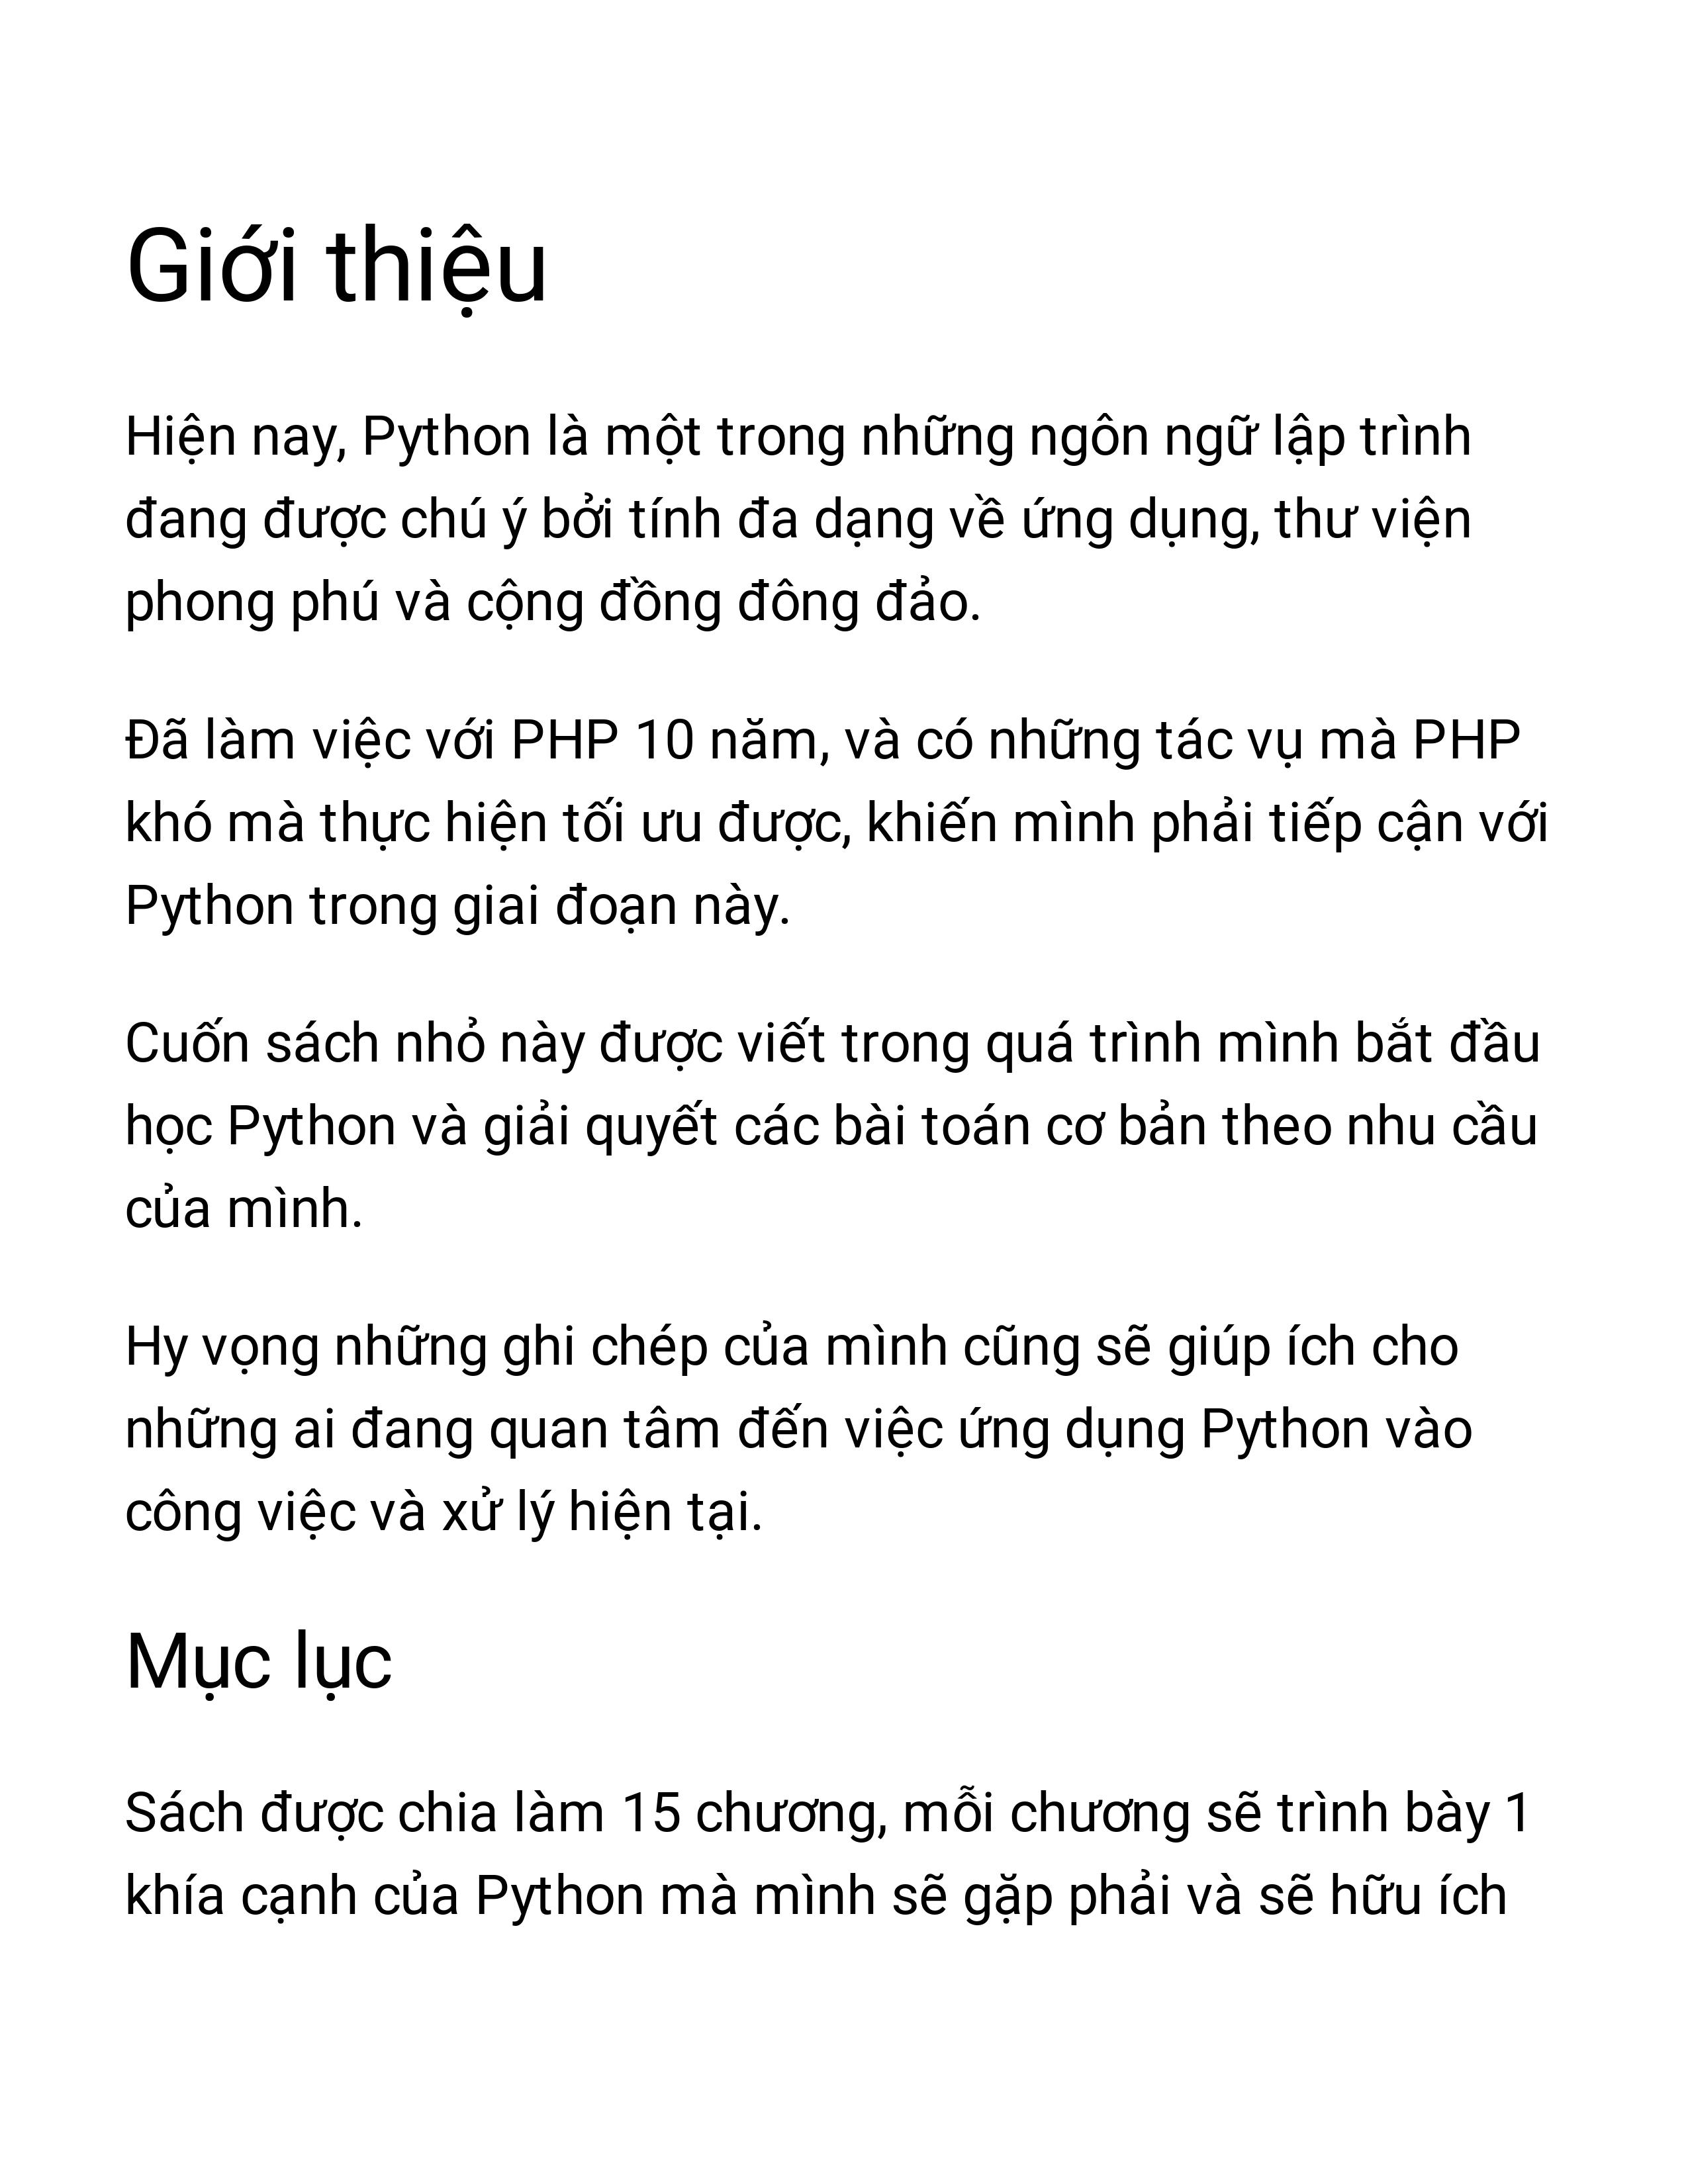 Giới thiệu
Hiện nay, Python là một trong những ngôn ngữ lập trình
đang được chú ý bởi tính đa dạng về ứng dụng, thư viện
phong phú và cộng đồng đông đảo.
Đã làm việc với PHP 10 năm, và có những tác vụ mà PHP
khó mà thực hiện tối ưu được, khiến mình phải tiếp cận với
Python trong giai đoạn này.
Cuốn sách nhỏ này được viết trong quá trình mình bắt đầu
học Python và giải quyết các bài toán cơ bản theo nhu cầu
của mình.
Hy vọng những ghi chép của mình cũng sẽ giúp ích cho
những ai đang quan tâm đến việc ứng dụng Python vào
công việc và xử lý hiện tại.
Mục lục
Sách được chia làm 15 chương, mỗi chương sẽ trình bày 1
khía cạnh của Python mà mình sẽ gặp phải và sẽ hữu ích